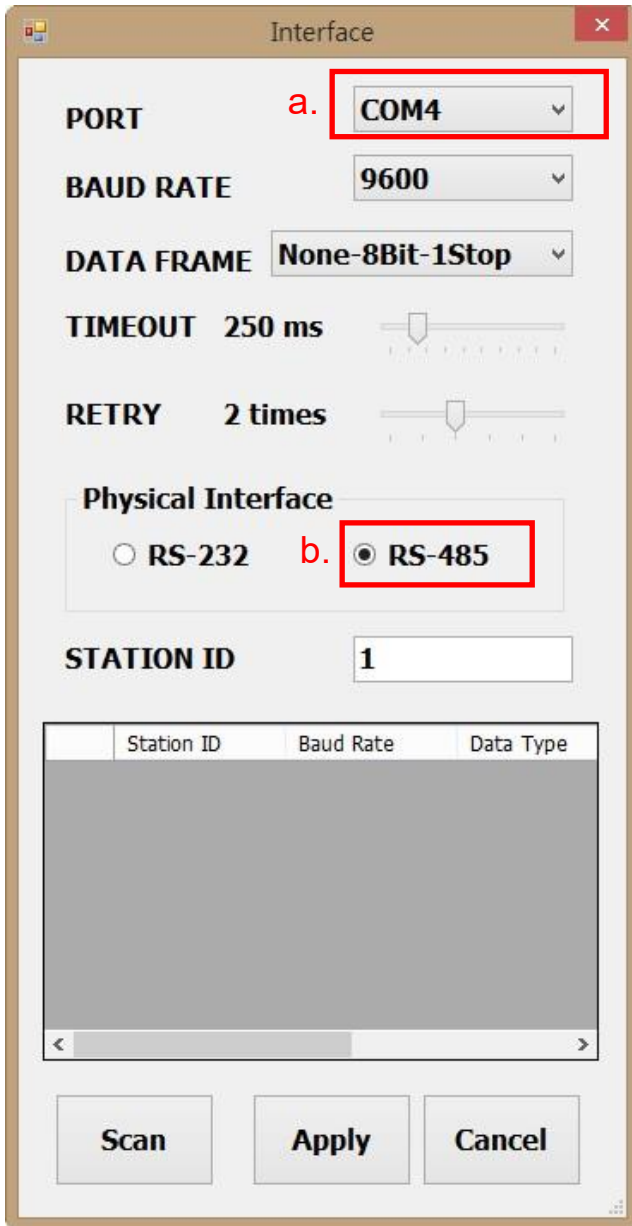 Interface
PORT a. COM4
BAUD RATE 9600
DATA FRAME None-8Bit-1Stop
TIMEOUT 250 ms
RETRY 2 times
Physical Interface
RS-232 b. RS-485
STATION ID 1
Station ID Baud Rate Data Type
Scan Apply Cancel